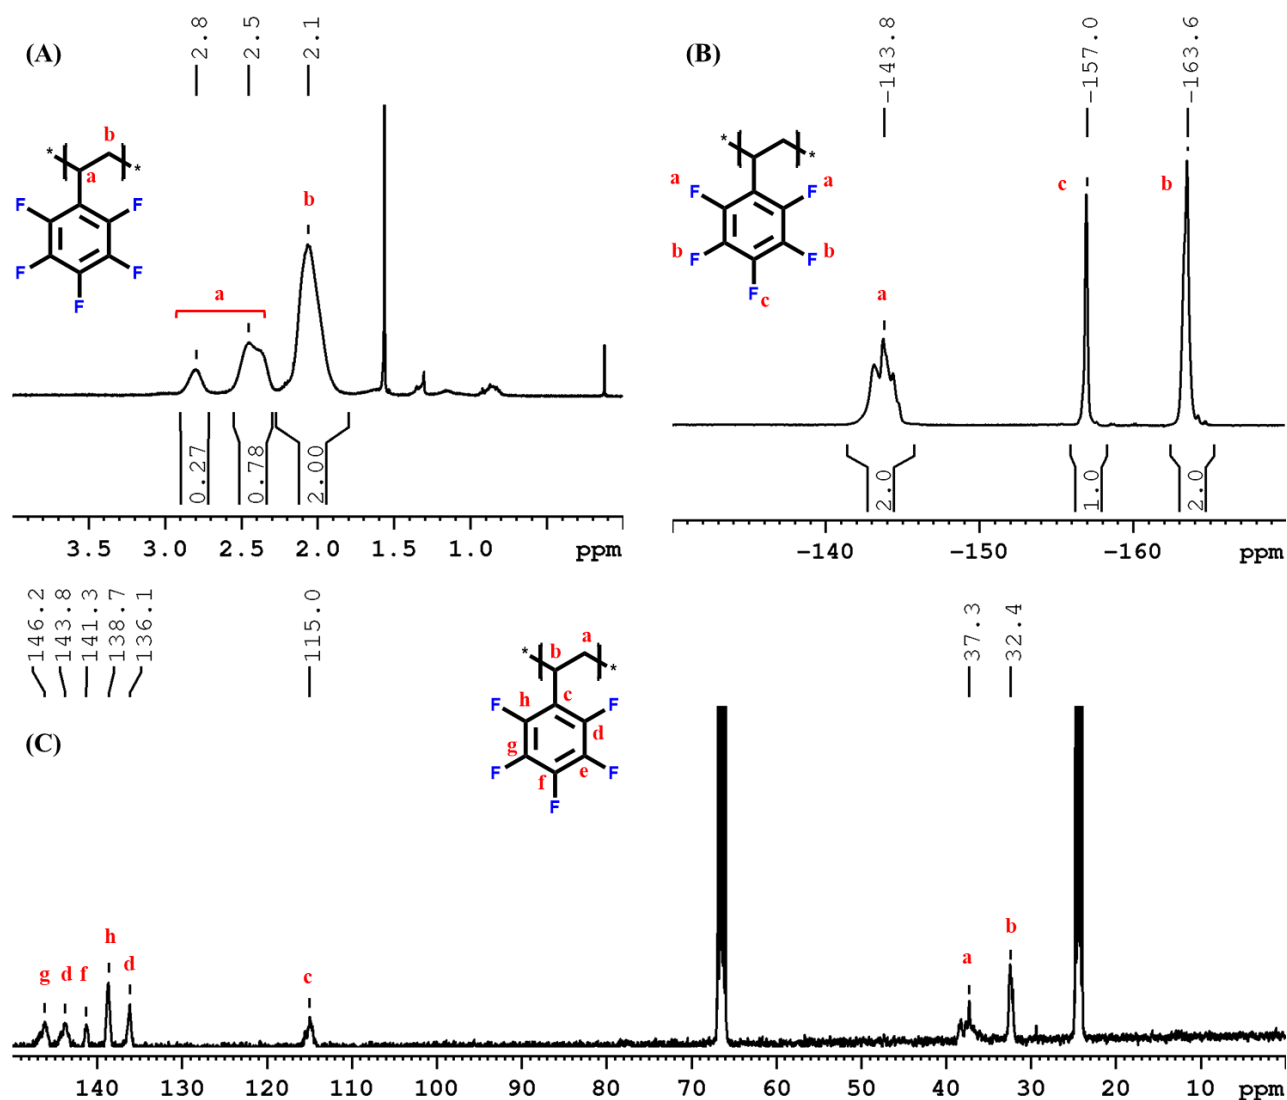 (A)
2.8
2.5
2.1
b
a
F
F
F
F
F
a
b
0.27
0.78
2.00
3.5 3.0 2.5 2.0 1.5 1.0 ppm
(B)
-143.8
-157.0
-163.6
a F F a
b F F b
F c
a
c
b
2.0
1.0
2.0
-140 -150 -160 ppm
(C)
146.2
143.8
141.3
138.7
136.1
115.0
37.3
32.4
b a
c
h d
g e
f
F
F
F
F
F
g d f h d c a b
140 130 120 110 100 90 80 70 60 50 40 30 20 10 ppm